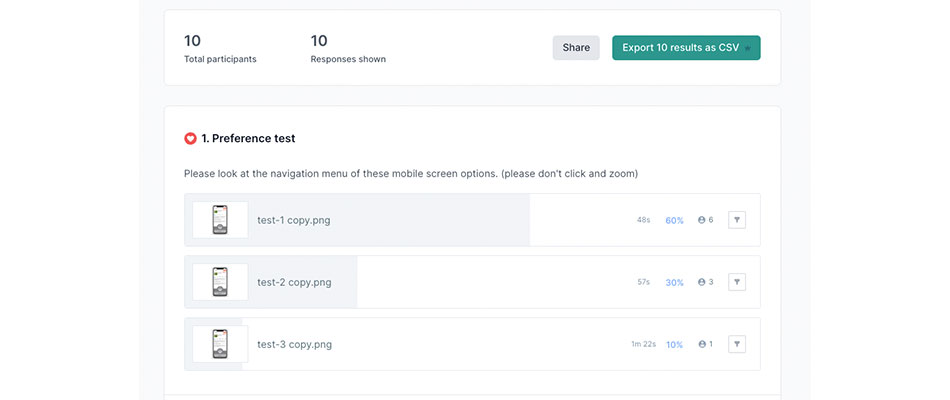 10
Total participants
10
Responses shown
Share
Export 10 results as CSV
1. Preference test
Please look at the navigation menu of these mobile screen options. (please don't click and zoom)
test-1 copy.png 48s 60% 6
test-2 copy.png 57s 30% 3
test-3 copy.png 1m 22s 10% 1